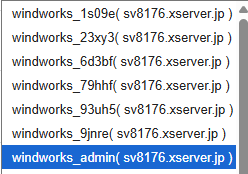 windworks_1s09e( sv8176.xserver.jp )
windworks_23xy3( sv8176.xserver.jp )
windworks_6d3bf( sv8176.xserver.jp )
windworks_79hhf( sv8176.xserver.jp )
windworks_93uh5( sv8176.xserver.jp )
windworks_9jnre( sv8176.xserver.jp )
windworks_admin( sv8176.xserver.jp )